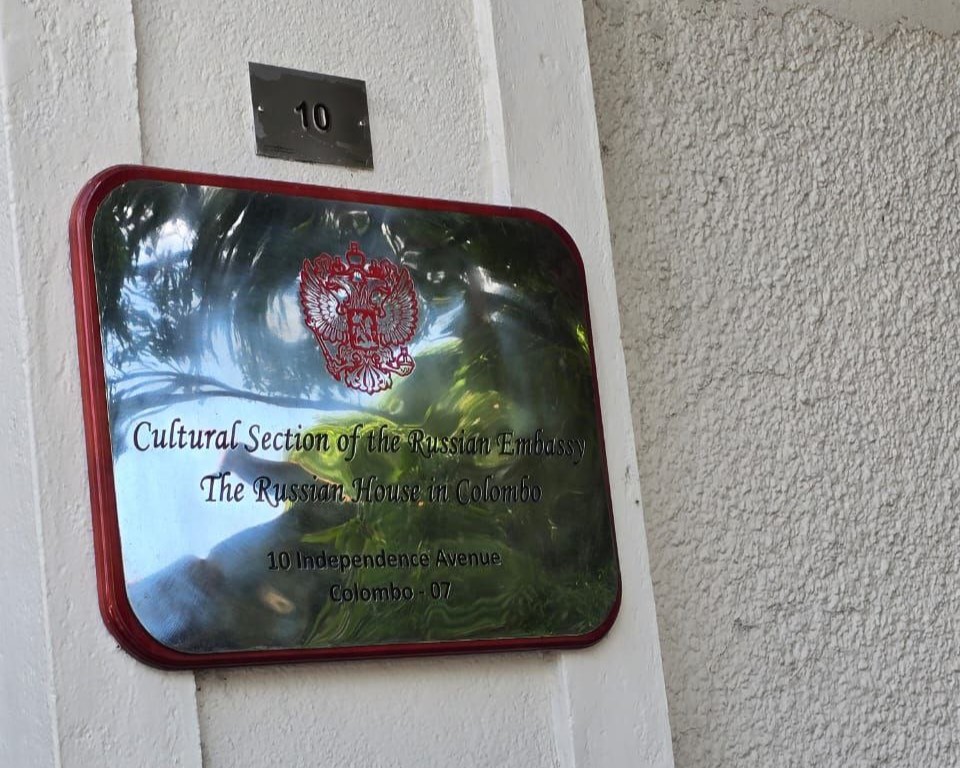 10
Cultural Section of the Russian Embassy
The Russian House in Colombo
10 Independence Avenue
Colombo - 07